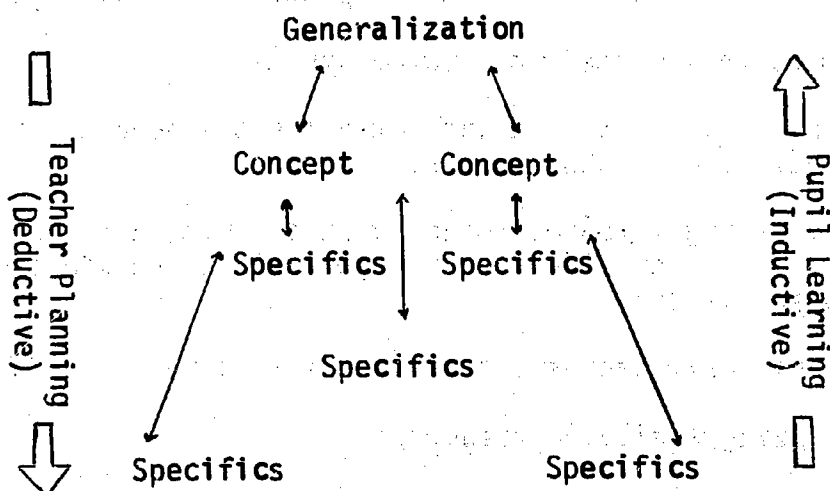 Generalization
Teacher Planning
(Deductive)
Concept Concept
Specifics Specifics
Specifics
Specifics Specifics
Pupil Learning
(Inductive)